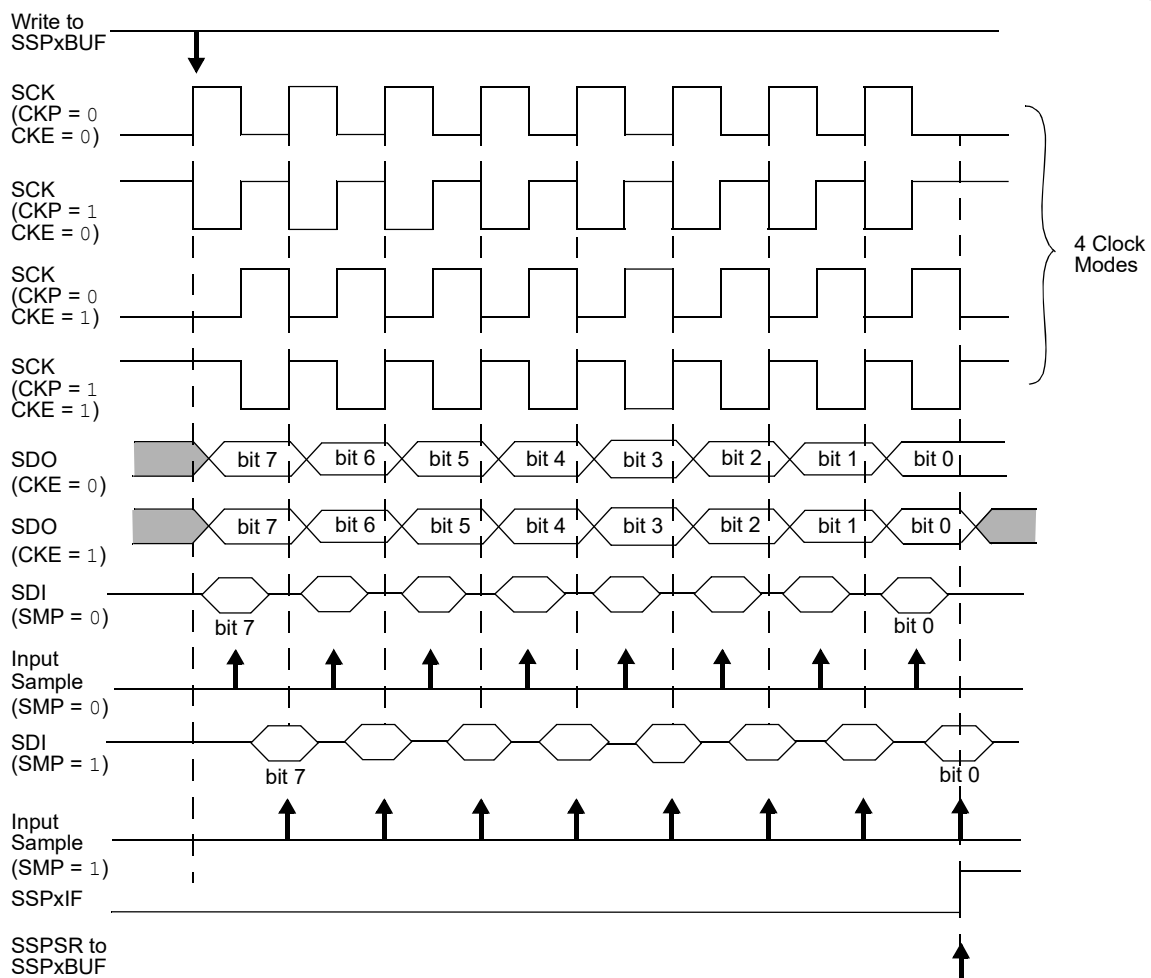 Write to
SSPxBUF
SCK
(CKP = 0
CKE = 0)
SCK
(CKP = 1
CKE = 0)
SCK
(CKP = 0
CKE = 1)
SCK
(CKP = 1
CKE = 1)
4 Clock
Modes
SDO
(CKE = 0)
bit 7 bit 6 bit 5 bit 4 bit 3 bit 2 bit 1 bit 0
SDO
(CKE = 1)
bit 7 bit 6 bit 5 bit 4 bit 3 bit 2 bit 1 bit 0
SDI
(SMP = 0)
bit 7 bit 0
Input
Sample
(SMP = 0)
SDI
(SMP = 1)
bit 7 bit 0
Input
Sample
(SMP = 1)
SSPxIF
SSPSR to
SSPxBUF